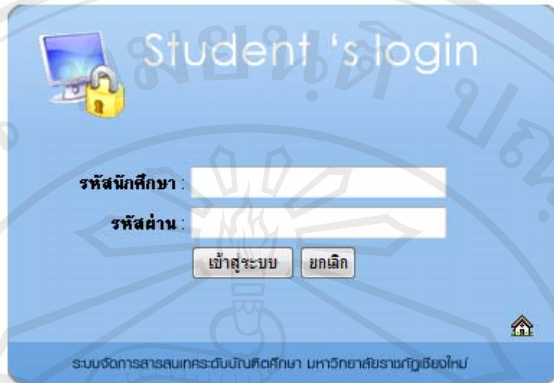 Student 's login
รหัสนักศึกษา :
รหัสผ่าน :
เข้าสู่ระบบ ยกเลิก
ระบบจัดการสารสนเทศระดับบัณฑิตศึกษา มหาวิทยาลัยราชภัฏเชียงใหม่